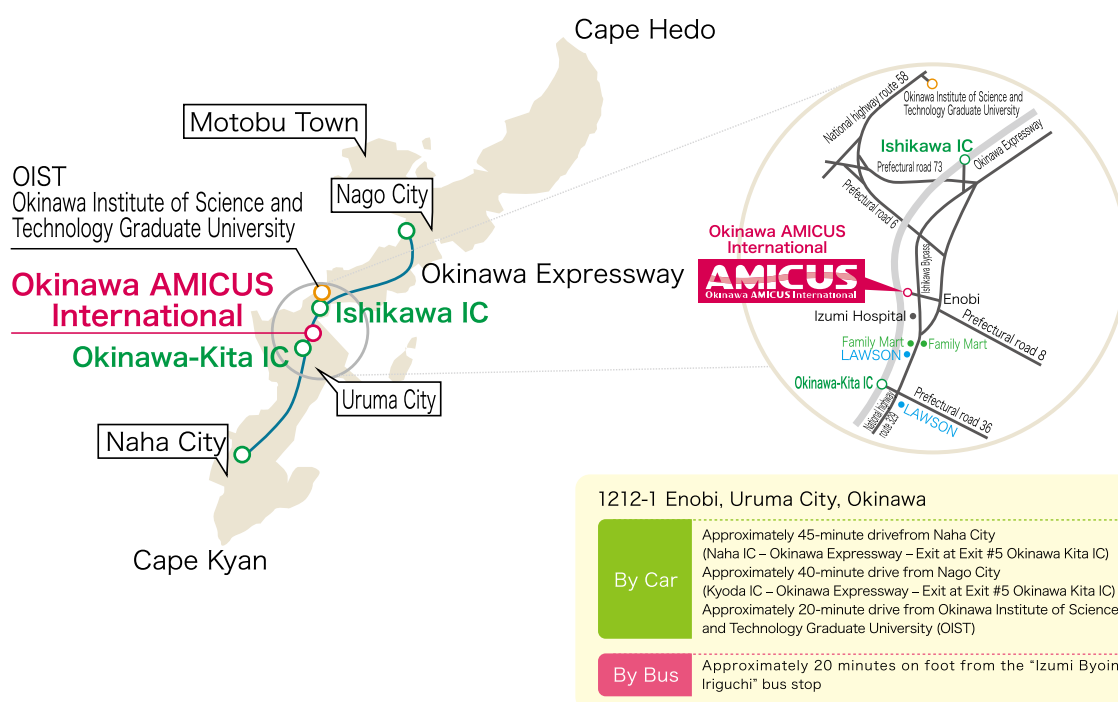 Cape Hedo
Motobu Town
OIST
Okinawa Institute of Science and
Technology Graduate University
Nago City
Okinawa Expressway
Okinawa AMICUS
International
Ishikawa IC
Okinawa-Kita IC
Uruma City
Naha City
Cape Kyan
National highway route 58
Okinawa Institute of Science and
Technology Graduate University
Ishikawa IC
Okinawa Expressway
Prefectural road 73
Prefectural road 6
Okinawa AMICUS
International
AMICUS
Okinawa AMICUS International
Ishikawa Bypass
Enobi
Izumi Hospital
Prefectural road 8
Family Mart
Family Mart
LAWSON
Okinawa-Kita IC
Prefectural road 36
LAWSON
National highway
route 329
1212-1 Enobi, Uruma City, Okinawa
By Car
Approximately 45-minute drivefrom Naha City
(Naha IC – Okinawa Expressway – Exit at Exit #5 Okinawa Kita IC)
Approximately 40-minute drive from Nago City
(Kyoda IC – Okinawa Expressway – Exit at Exit #5 Okinawa Kita IC)
Approximately 20-minute drive from Okinawa Institute of Science
and Technology Graduate University (OIST)
By Bus
Approximately 20 minutes on foot from the “Izumi Byoin
Iriguchi” bus stop